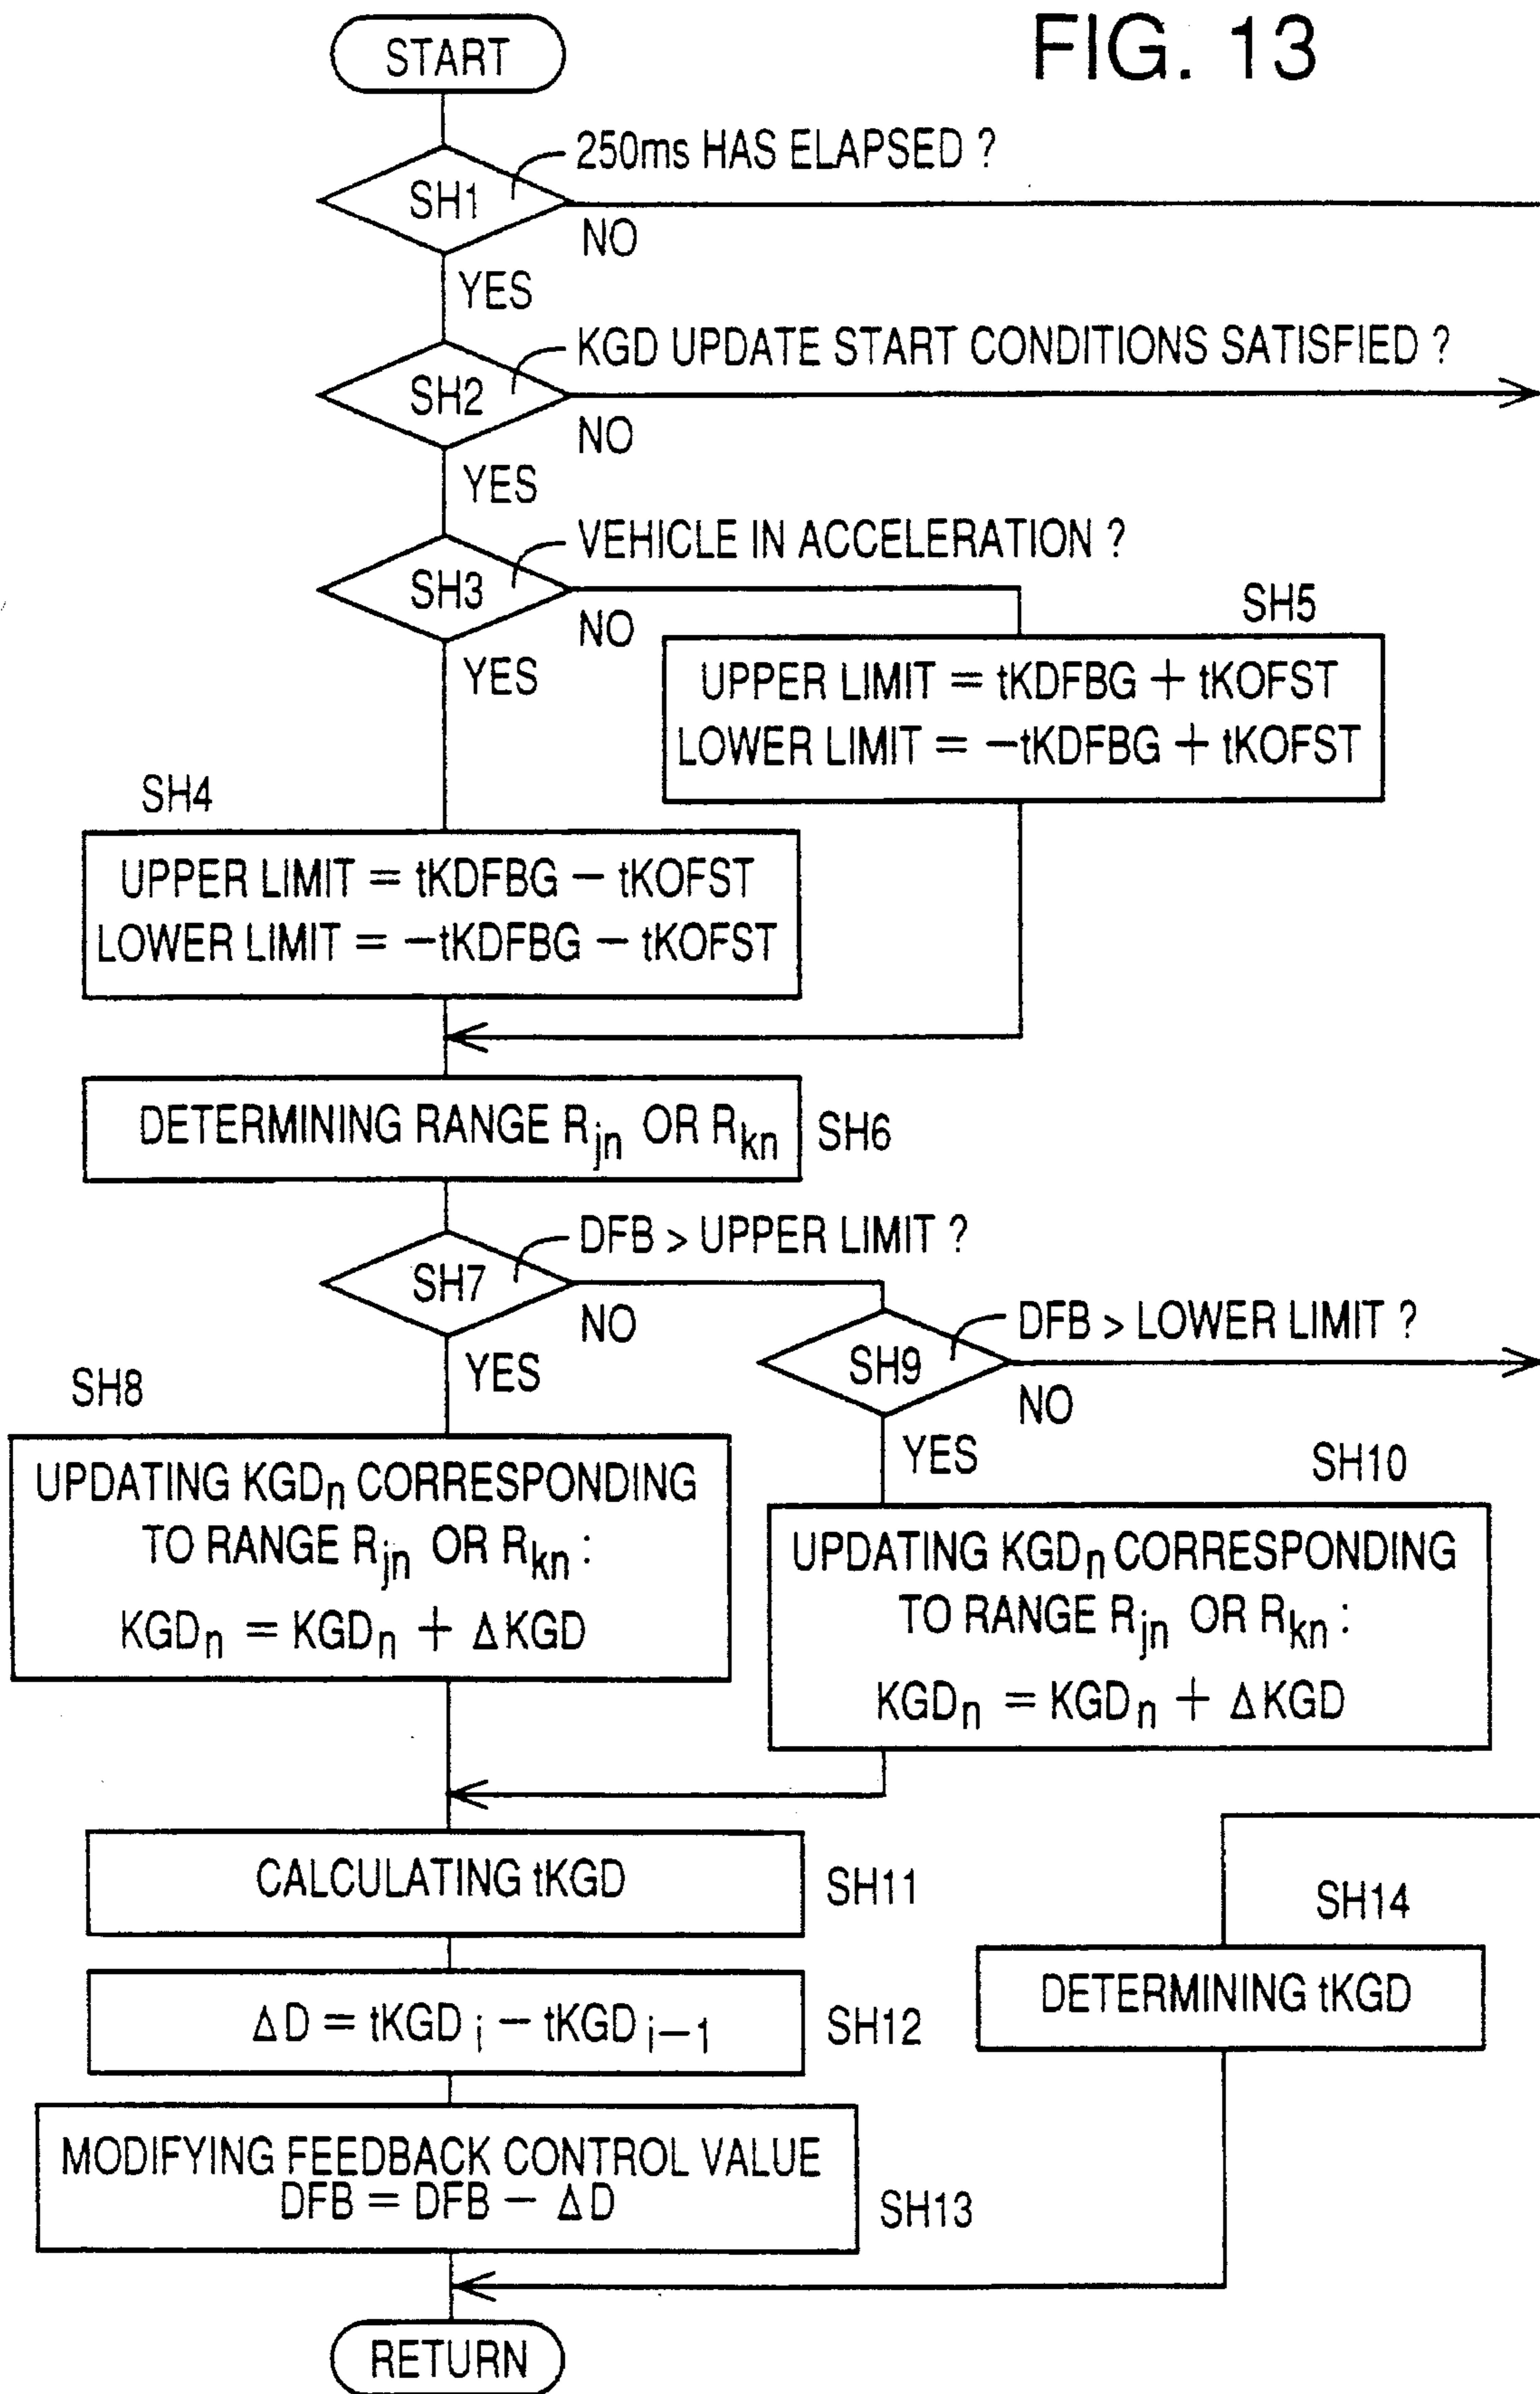 FIG. 13
START
250ms HAS ELAPSED ?
SH1
NO
YES
KGD UPDATE START CONDITIONS SATISFIED ?
SH2
NO
YES
VEHICLE IN ACCELERATION ?
SH3
NO
YES
SH5
UPPER LIMIT = tKDFBG + tKOFST
LOWER LIMIT = −tKDFBG + tKOFST
SH4
UPPER LIMIT = tKDFBG − tKOFST
LOWER LIMIT = −tKDFBG − tKOFST
DETERMINING RANGE Rjn OR Rkn
SH6
DFB > UPPER LIMIT ?
SH7
NO
YES
DFB > LOWER LIMIT ?
SH9
NO
YES
SH8
UPDATING KGDn CORRESPONDING
TO RANGE Rjn OR Rkn :
KGDn = KGDn + ΔKGD
SH10
UPDATING KGDn CORRESPONDING
TO RANGE Rjn OR Rkn :
KGDn = KGDn + ΔKGD
CALCULATING tKGD
SH11
SH14
DETERMINING tKGD
ΔD = tKGD i − tKGD i−1
SH12
MODIFYING FEEDBACK CONTROL VALUE
DFB = DFB − ΔD
SH13
RETURN